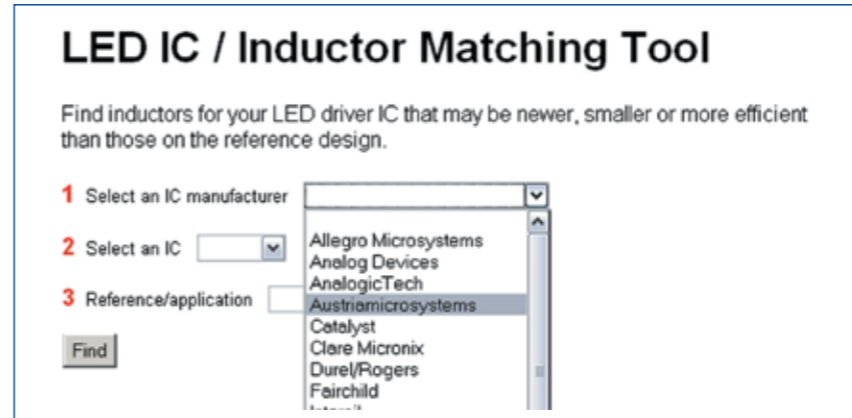 LED IC / Inductor Matching Tool
Find inductors for your LED driver IC that may be newer, smaller or more efficient
than those on the reference design.
1 Select an IC manufacturer
2 Select an IC
3 Reference/application
Find
Allegro Microsystems
Analog Devices
AnalogicTech
Austriamicrosystems
Catalyst
Clare Micronix
Durel/Rogers
Fairchild